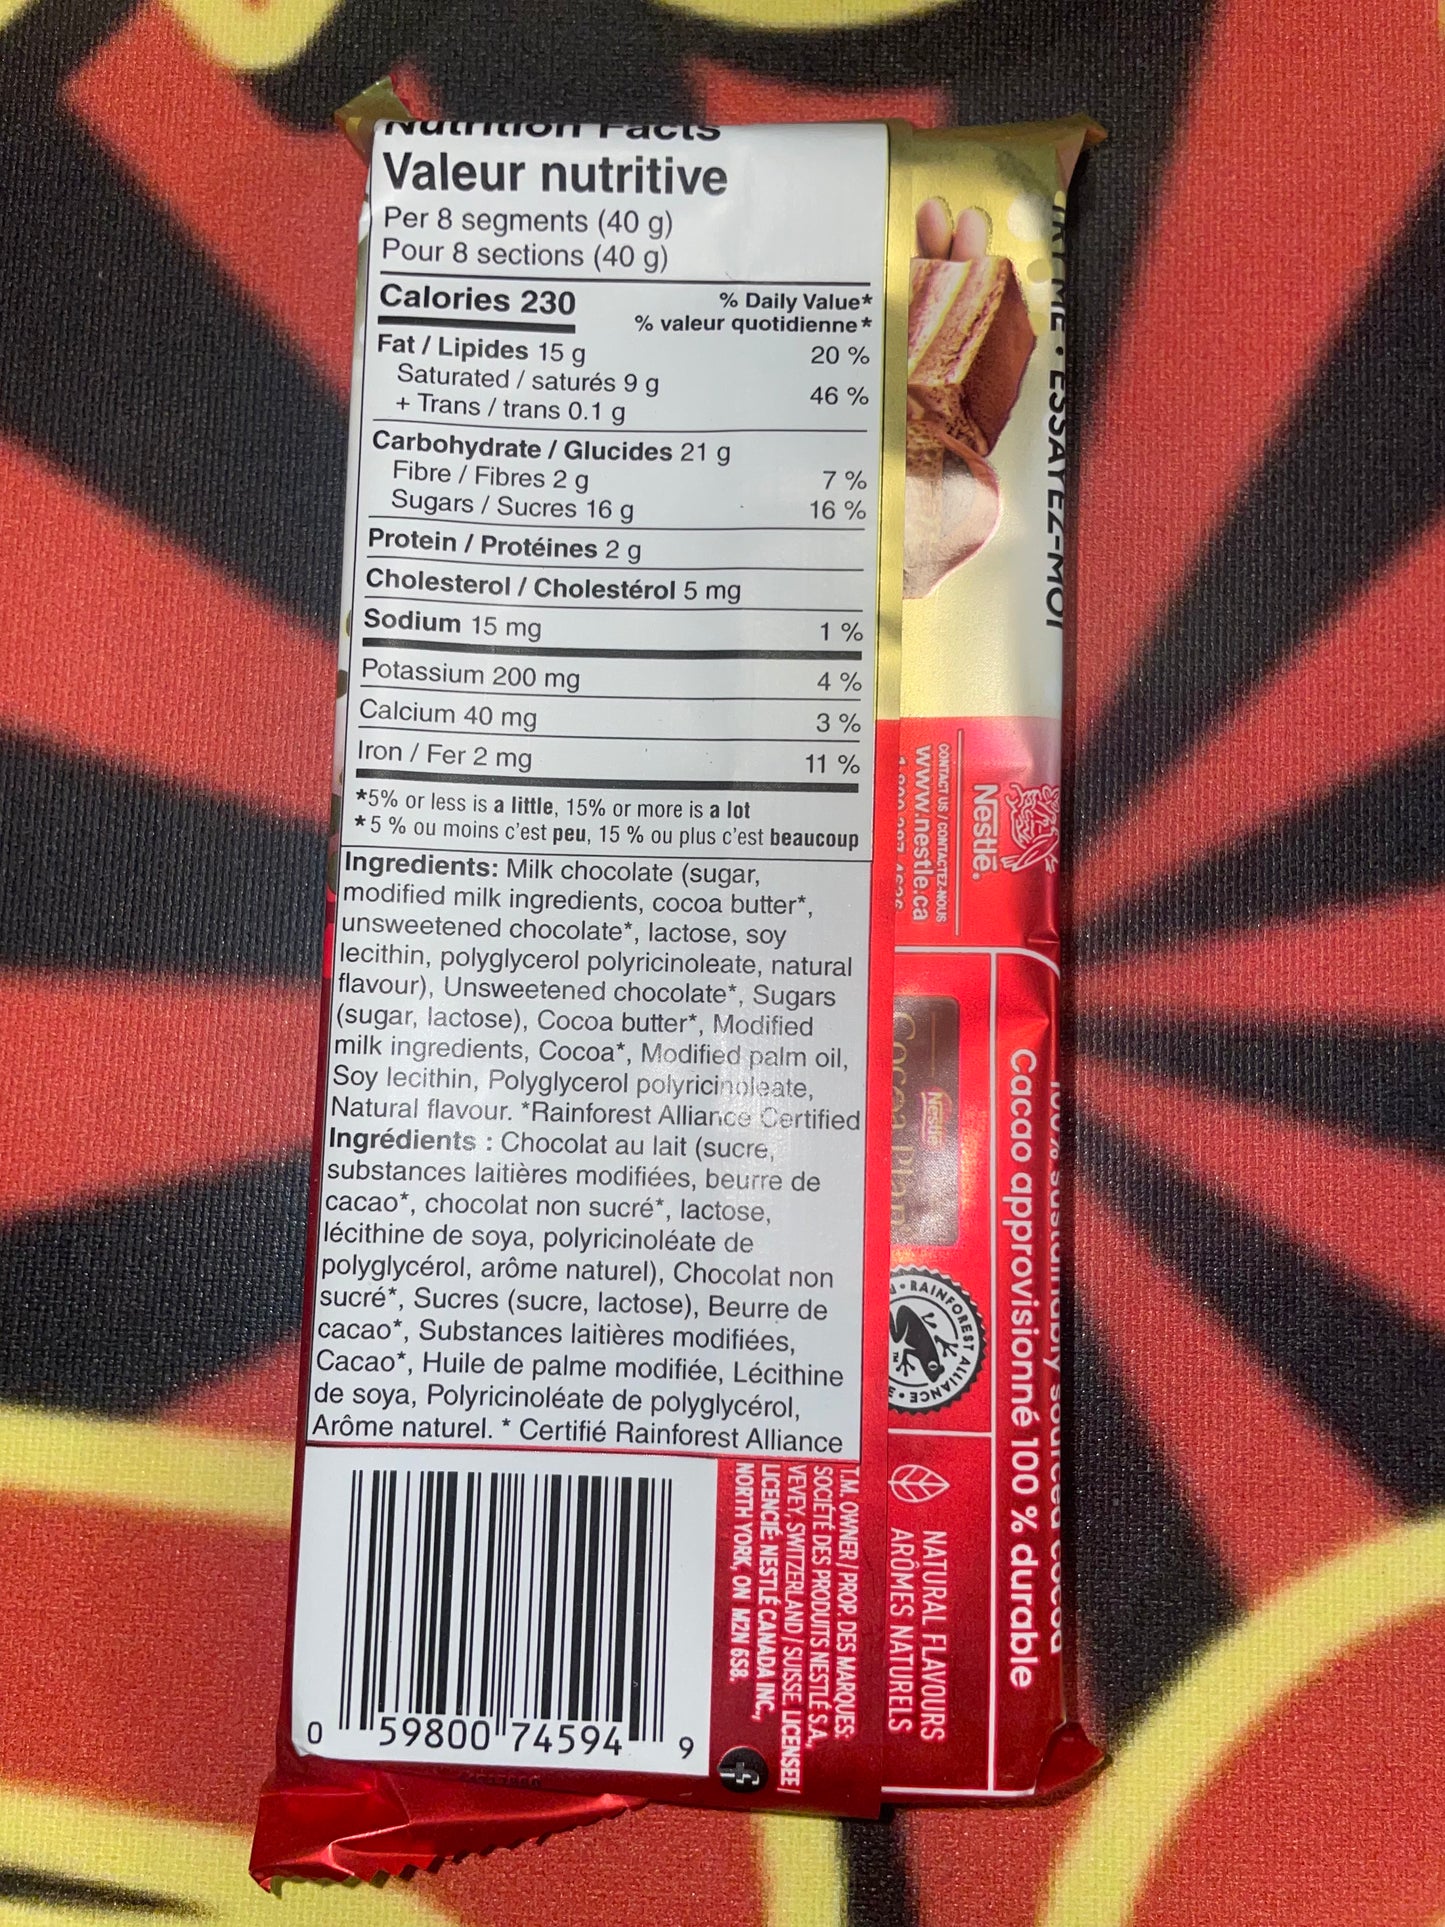 Nutrition Facts
Valeur nutritive
Per 8 segments (40 g)
Pour 8 sections (40 g)
Calories 230
% Daily Value*
% valeur quotidienne*
Fat / Lipides 15 g 20 %
Saturated / saturés 9 g
+ Trans / trans 0.1 g 46 %
Carbohydrate / Glucides 21 g
Fibre / Fibres 2 g 7 %
Sugars / Sucres 16 g 16 %
Protein / Protéines 2 g
Cholesterol / Cholestérol 5 mg
Sodium 15 mg 1 %
Potassium 200 mg 4 %
Calcium 40 mg 3 %
Iron / Fer 2 mg 11 %
*5% or less is a little, 15% or more is a lot
*5 % ou moins c'est peu, 15 % ou plus c'est beaucoup
Ingredients: Milk chocolate (sugar,
modified milk ingredients, cocoa butter*,
unsweetened chocolate*, lactose, soy
lecithin, polyglycerol polyricinoleate, natural
flavour), Unsweetened chocolate*, Sugars
(sugar, lactose), Cocoa butter*, Modified
milk ingredients, Cocoa*, Modified palm oil,
Soy lecithin, Polyglycerol polyricinoleate,
Natural flavour. *Rainforest Alliance Certified
Ingrédients : Chocolat au lait (sucre,
substances laitières modifiées, beurre de
cacao*, chocolat non sucré*, lactose,
lécithine de soya, polyricinoléate de
polyglycérol, arôme naturel), Chocolat non
sucré*, Sucres (sucre, lactose), Beurre de
cacao*, Substances laitières modifiées,
Cacao*, Huile de palme modifiée, Lécithine
de soya, Polyricinoléate de polyglycérol,
Arôme naturel. * Certifié Rainforest Alliance
0 59800 74594 9
T.M. OWNER / PROP. DES MARQUES:
SOCIÉTÉ DES PRODUITS NESTLÉ S.A.,
VEVEY, SWITZERLAND / SUISSE. LICENSEE /
LICENCIÉ: NESTLÉ CANADA INC.,
NORTH YORK, ON M2N 6S8.
• ESSAYEZ-MOI
Nestlé.
CONTACT US / CONTACTEZ-NOUS
www.nestle.ca
100% sustainably sourced cocoa
Cacao approvisionné 100 % durable
Nestlé
Cocoa Plan
RAINFOREST ALLIANCE
NATURAL FLAVOURS
ARÔMES NATURELS